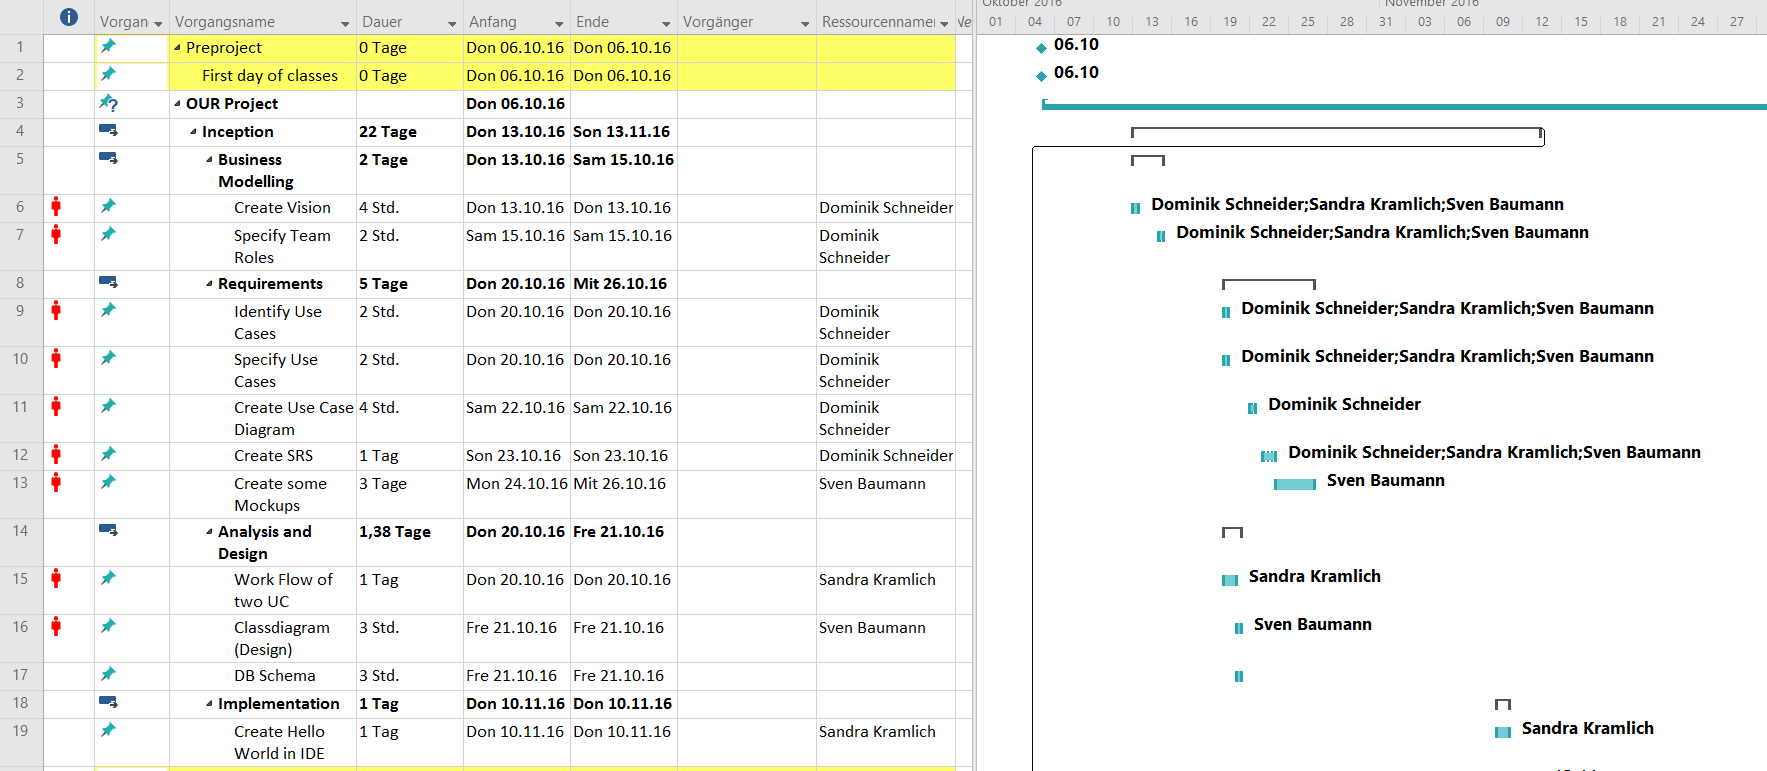 Oktober 2016 November 2016
Vorgan Vorgangsname Dauer Anfang Ende Vorgänger Ressourcenname 01 04 07 10 13 16 19 22 25 28 31 03 06 09 12 15 18 21 24 27
1 Preproject 0 Tage Don 06.10.16 Don 06.10.16 06.10
2 First day of classes 0 Tage Don 06.10.16 Don 06.10.16 06.10
3 OUR Project Don 06.10.16
4 Inception 22 Tage Don 13.10.16 Son 13.11.16
5 Business 2 Tage Don 13.10.16 Sam 15.10.16
Modelling
6 Create Vision 4 Std. Don 13.10.16 Don 13.10.16 Dominik Schneider Dominik Schneider;Sandra Kramlich;Sven Baumann
7 Specify Team 2 Std. Sam 15.10.16 Sam 15.10.16 Dominik Dominik Schneider;Sandra Kramlich;Sven Baumann
Roles Schneider
8 Requirements 5 Tage Don 20.10.16 Mit 26.10.16
9 Identify Use 2 Std. Don 20.10.16 Don 20.10.16 Dominik Dominik Schneider;Sandra Kramlich;Sven Baumann
Cases Schneider
10 Specify Use 2 Std. Don 20.10.16 Don 20.10.16 Dominik Dominik Schneider;Sandra Kramlich;Sven Baumann
Cases Schneider
11 Create Use Case 4 Std. Sam 22.10.16 Sam 22.10.16 Dominik Dominik Schneider
Diagram Schneider
12 Create SRS 1 Tag Son 23.10.16 Son 23.10.16 Dominik Schneider Dominik Schneider;Sandra Kramlich;Sven Baumann
13 Create some 3 Tage Mon 24.10.16 Mit 26.10.16 Sven Baumann Sven Baumann
Mockups
14 Analysis and 1,38 Tage Don 20.10.16 Fre 21.10.16
Design
15 Work Flow of 1 Tag Don 20.10.16 Don 20.10.16 Sandra Kramlich Sandra Kramlich
two UC
16 Classdiagram 3 Std. Fre 21.10.16 Fre 21.10.16 Sven Baumann Sven Baumann
(Design)
17 DB Schema 3 Std. Fre 21.10.16 Fre 21.10.16
18 Implementation 1 Tag Don 10.11.16 Don 10.11.16
19 Create Hello 1 Tag Don 10.11.16 Don 10.11.16 Sandra Kramlich Sandra Kramlich
World in IDE